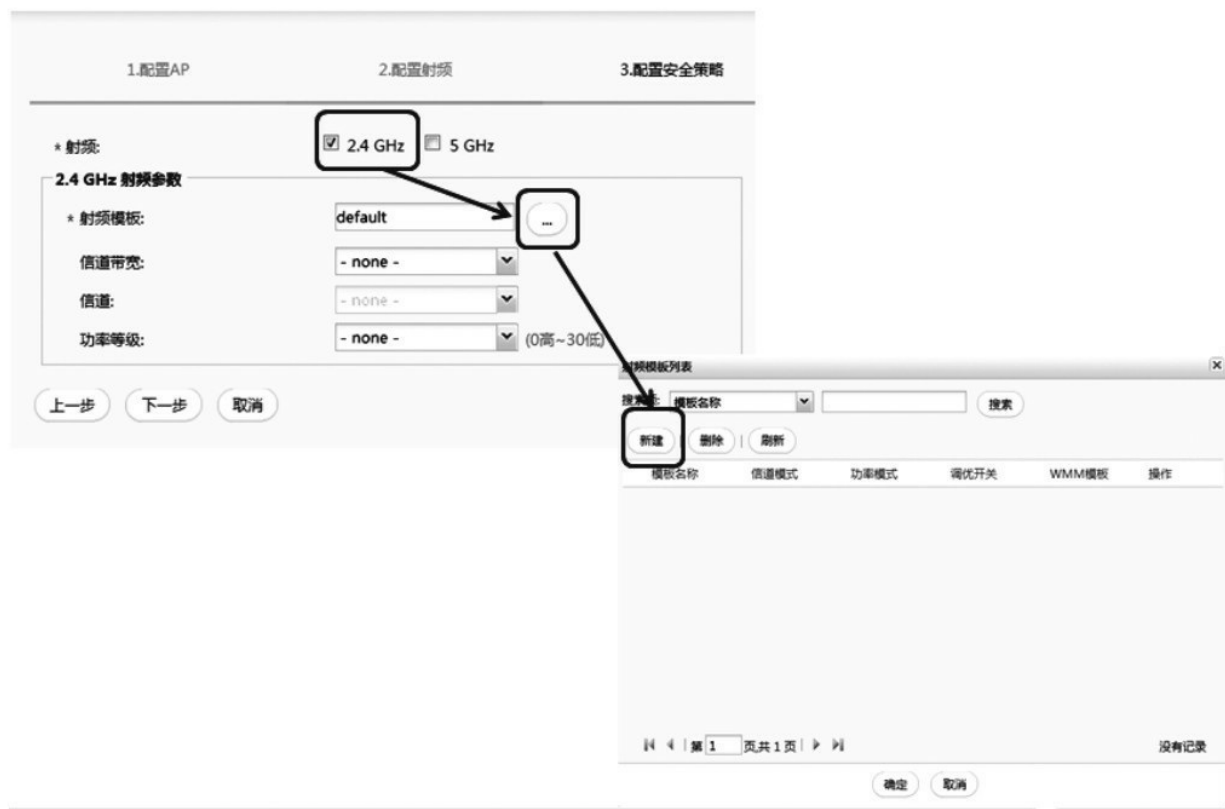 1.配置AP 2.配置射频 3.配置安全策略
* 射频: 2.4 GHz 5 GHz
2.4 GHz 射频参数
* 射频模板: default ...
信道带宽: - none -
信道: - none -
功率等级: - none - (0高~30低)
上一步 下一步 取消
射频模板列表
模板名称 搜索
新建 删除 刷新
模板名称 信道模式 功率模式 调优开关 WMM模板 操作
第 1 页,共 1 页 没有记录
确定 取消